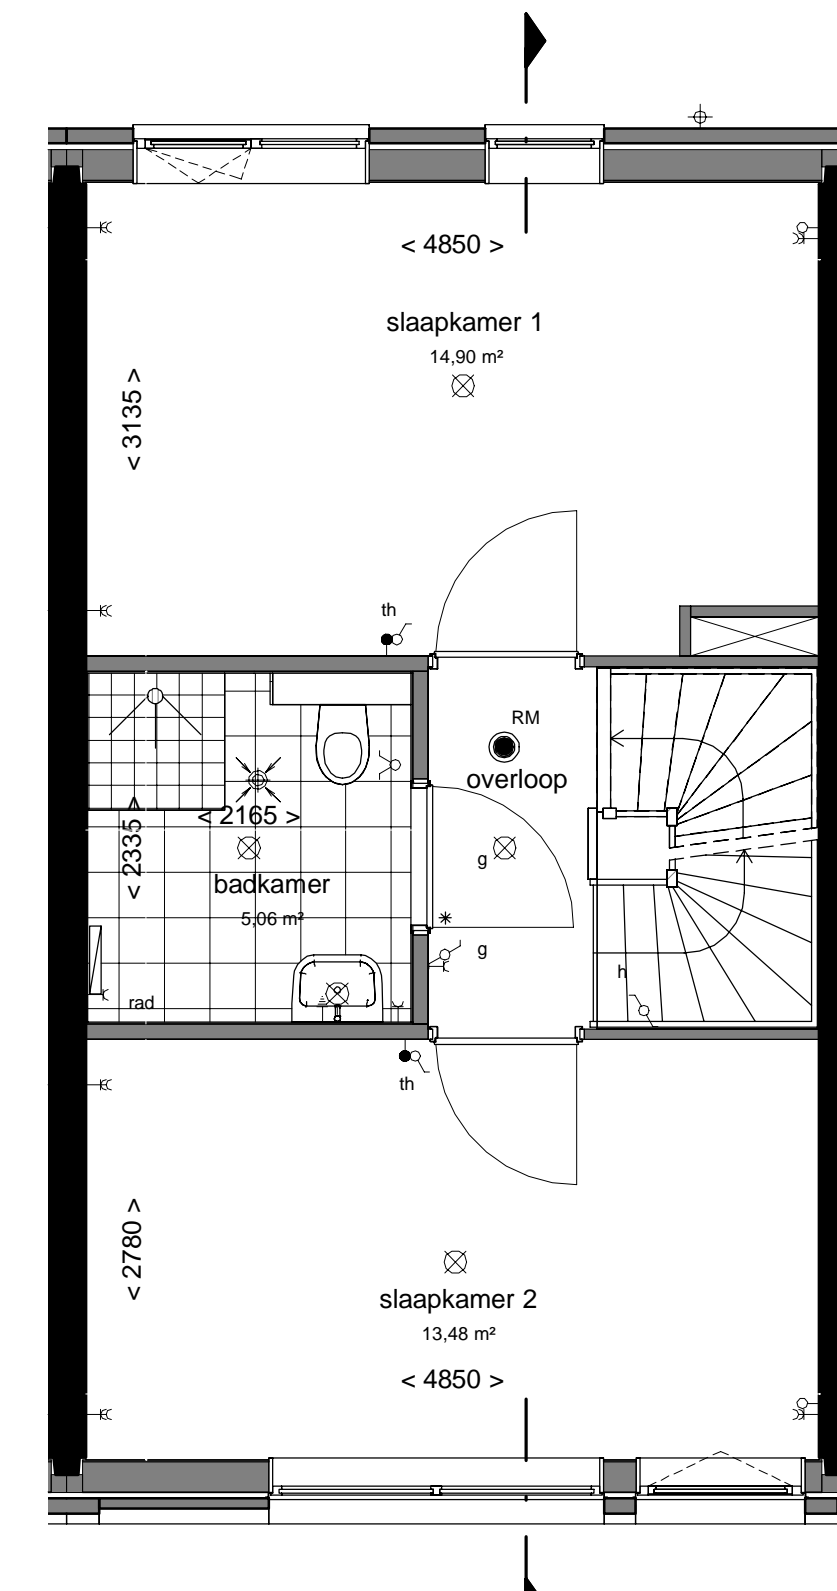 < 4850 >
slaapkamer 1
14,90 m²
< 3135 >
th
RM
overloop
< 2165 >
< 2335 >
g
badkamer
5,06 m²
g
h
rad
th
< 2780 >
slaapkamer 2
13,48 m²
< 4850 >